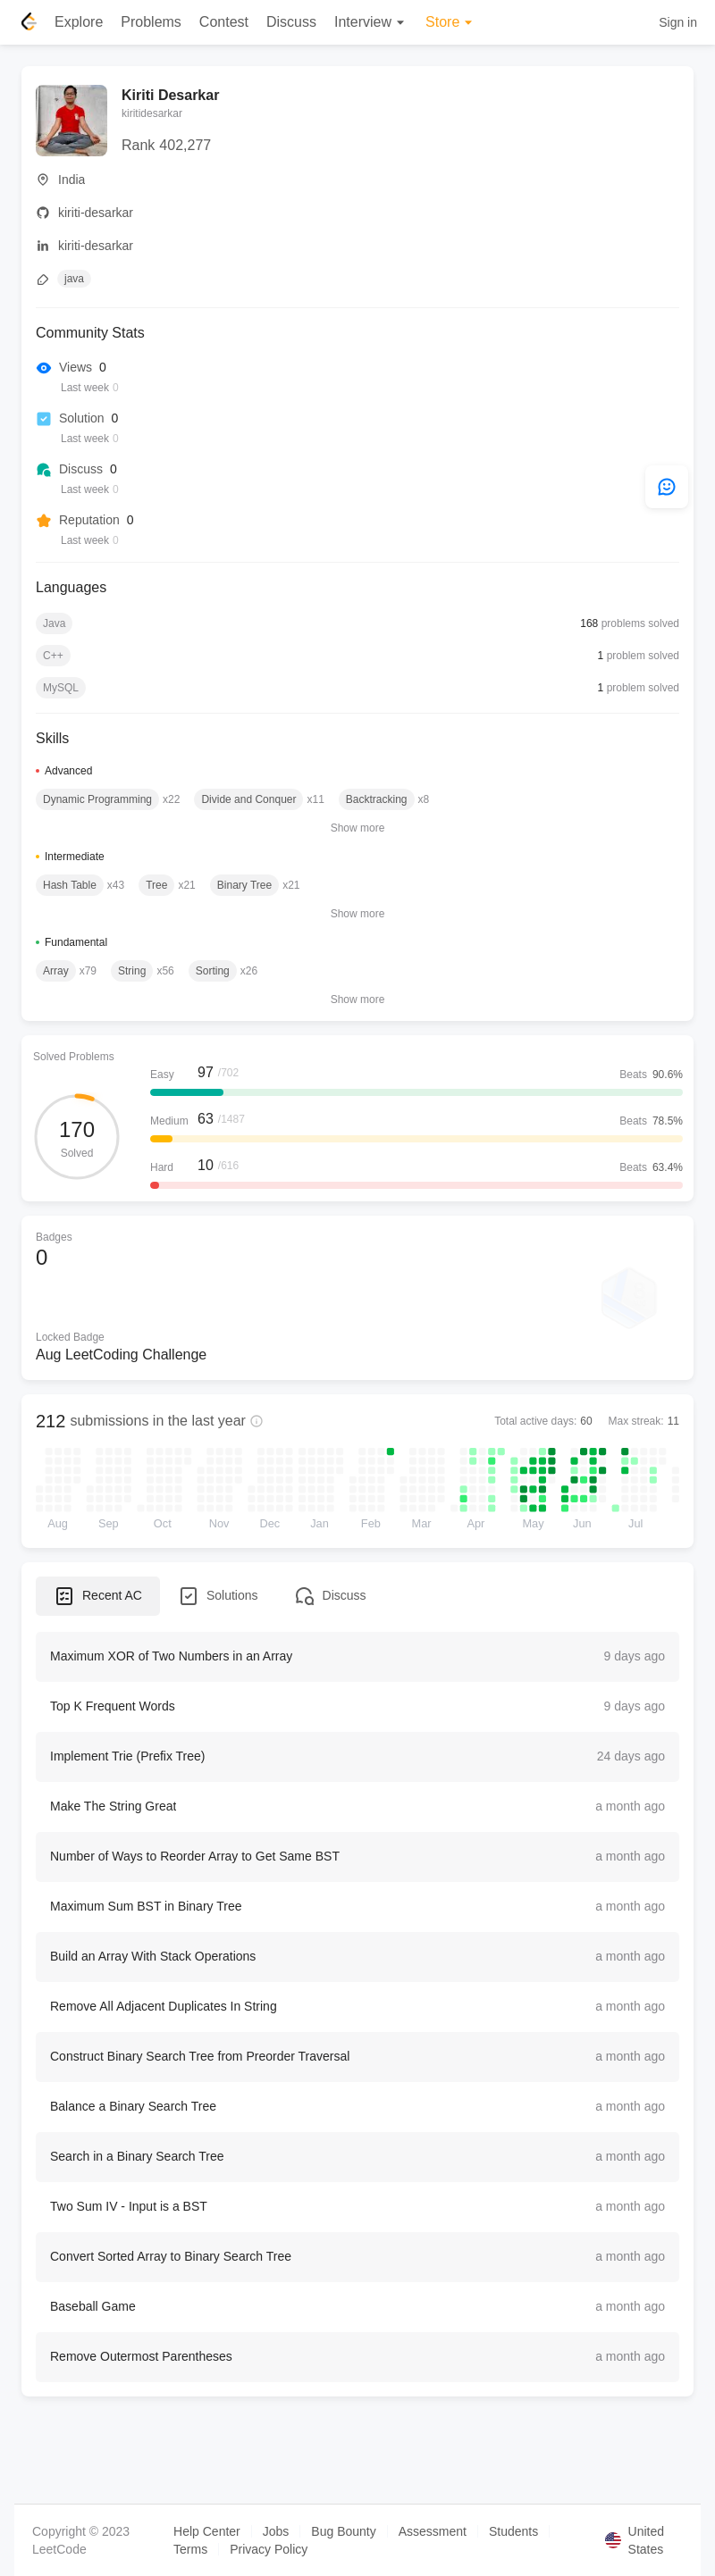 Explore Problems Contest Discuss Interview Store Sign in
Kiriti Desarkar
kiritidesarkar
Rank 402,277
India
kiriti-desarkar
kiriti-desarkar
java
Community Stats
Views 0
Last week 0
Solution 0
Last week 0
Discuss 0
Last week 0
Reputation 0
Last week 0
Languages
Java 168 problems solved
C++ 1 problem solved
MySQL 1 problem solved
Skills
Advanced
Dynamic Programming x22 Divide and Conquer x11 Backtracking x8
Show more
Intermediate
Hash Table x43 Tree x21 Binary Tree x21
Show more
Fundamental
Array x79 String x56 Sorting x26
Show more
Solved Problems
170
Solved
Easy 97 /702 Beats 90.6%
Medium 63 /1487 Beats 78.5%
Hard 10 /616 Beats 63.4%
Badges
0
Locked Badge
Aug LeetCoding Challenge
212 submissions in the last year Total active days: 60 Max streak: 11
Aug Sep Oct Nov Dec Jan Feb Mar Apr May Jun Jul
Recent AC Solutions Discuss
Maximum XOR of Two Numbers in an Array 9 days ago
Top K Frequent Words 9 days ago
Implement Trie (Prefix Tree) 24 days ago
Make The String Great a month ago
Number of Ways to Reorder Array to Get Same BST a month ago
Maximum Sum BST in Binary Tree a month ago
Build an Array With Stack Operations a month ago
Remove All Adjacent Duplicates In String a month ago
Construct Binary Search Tree from Preorder Traversal a month ago
Balance a Binary Search Tree a month ago
Search in a Binary Search Tree a month ago
Two Sum IV - Input is a BST a month ago
Convert Sorted Array to Binary Search Tree a month ago
Baseball Game a month ago
Remove Outermost Parentheses a month ago
Copyright © 2023 LeetCode
Help Center Jobs Bug Bounty Assessment Students
Terms Privacy Policy
United States